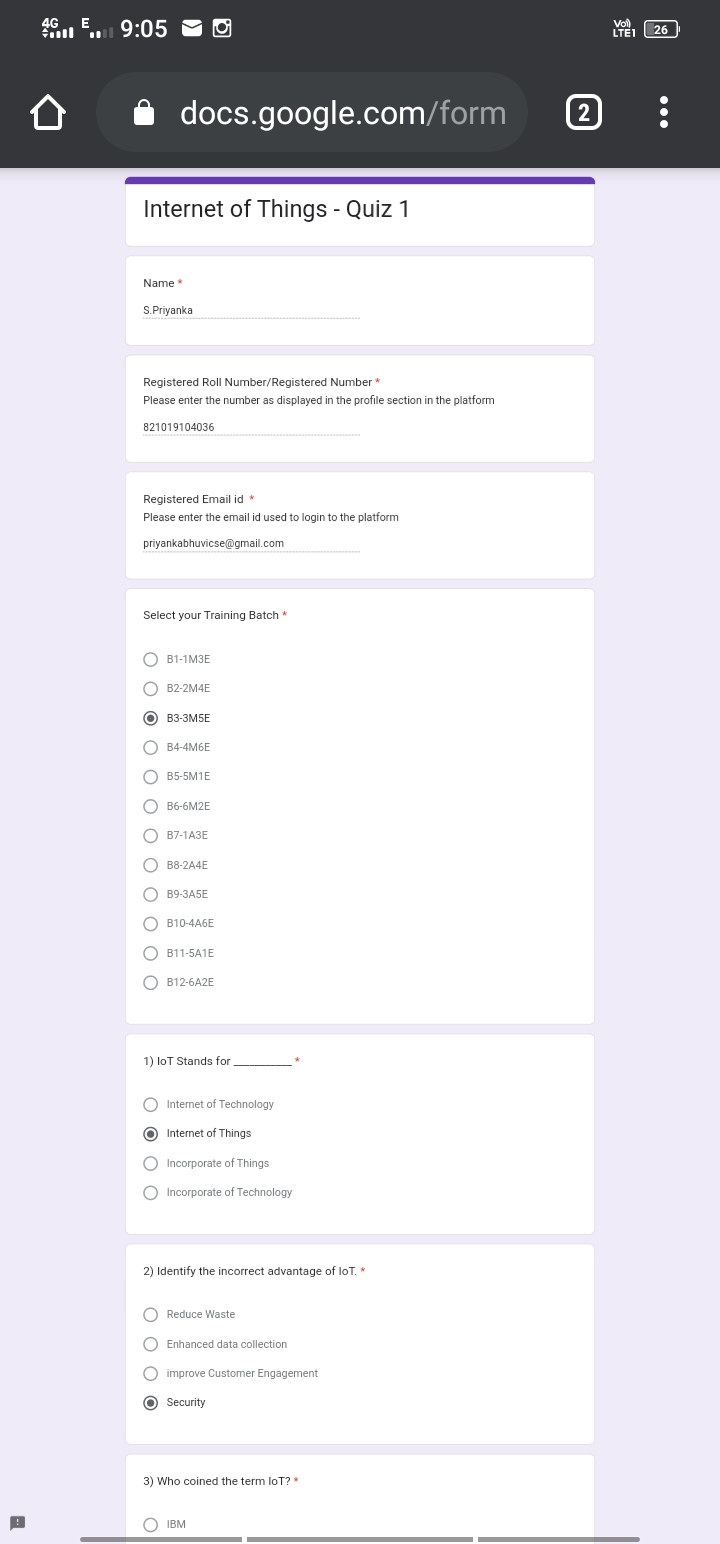 4G E 9:05 Vo)) LTE1 26
docs.google.com/form 2
Internet of Things - Quiz 1
Name *
S.Priyanka
Registered Roll Number/Registered Number *
Please enter the number as displayed in the profile section in the platform
821019104036
Registered Email id *
Please enter the email id used to login to the platform
priyankabhuvicse@gmail.com
Select your Training Batch *
B1-1M3E
B2-2M4E
B3-3M5E
B4-4M6E
B5-5M1E
B6-6M2E
B7-1A3E
B8-2A4E
B9-3A5E
B10-4A6E
B11-5A1E
B12-6A2E
1) IoT Stands for ___________ *
Internet of Technology
Internet of Things
Incorporate of Things
Incorporate of Technology
2) Identify the incorrect advantage of IoT. *
Reduce Waste
Enhanced data collection
improve Customer Engagement
Security
3) Who coined the term IoT? *
IBM